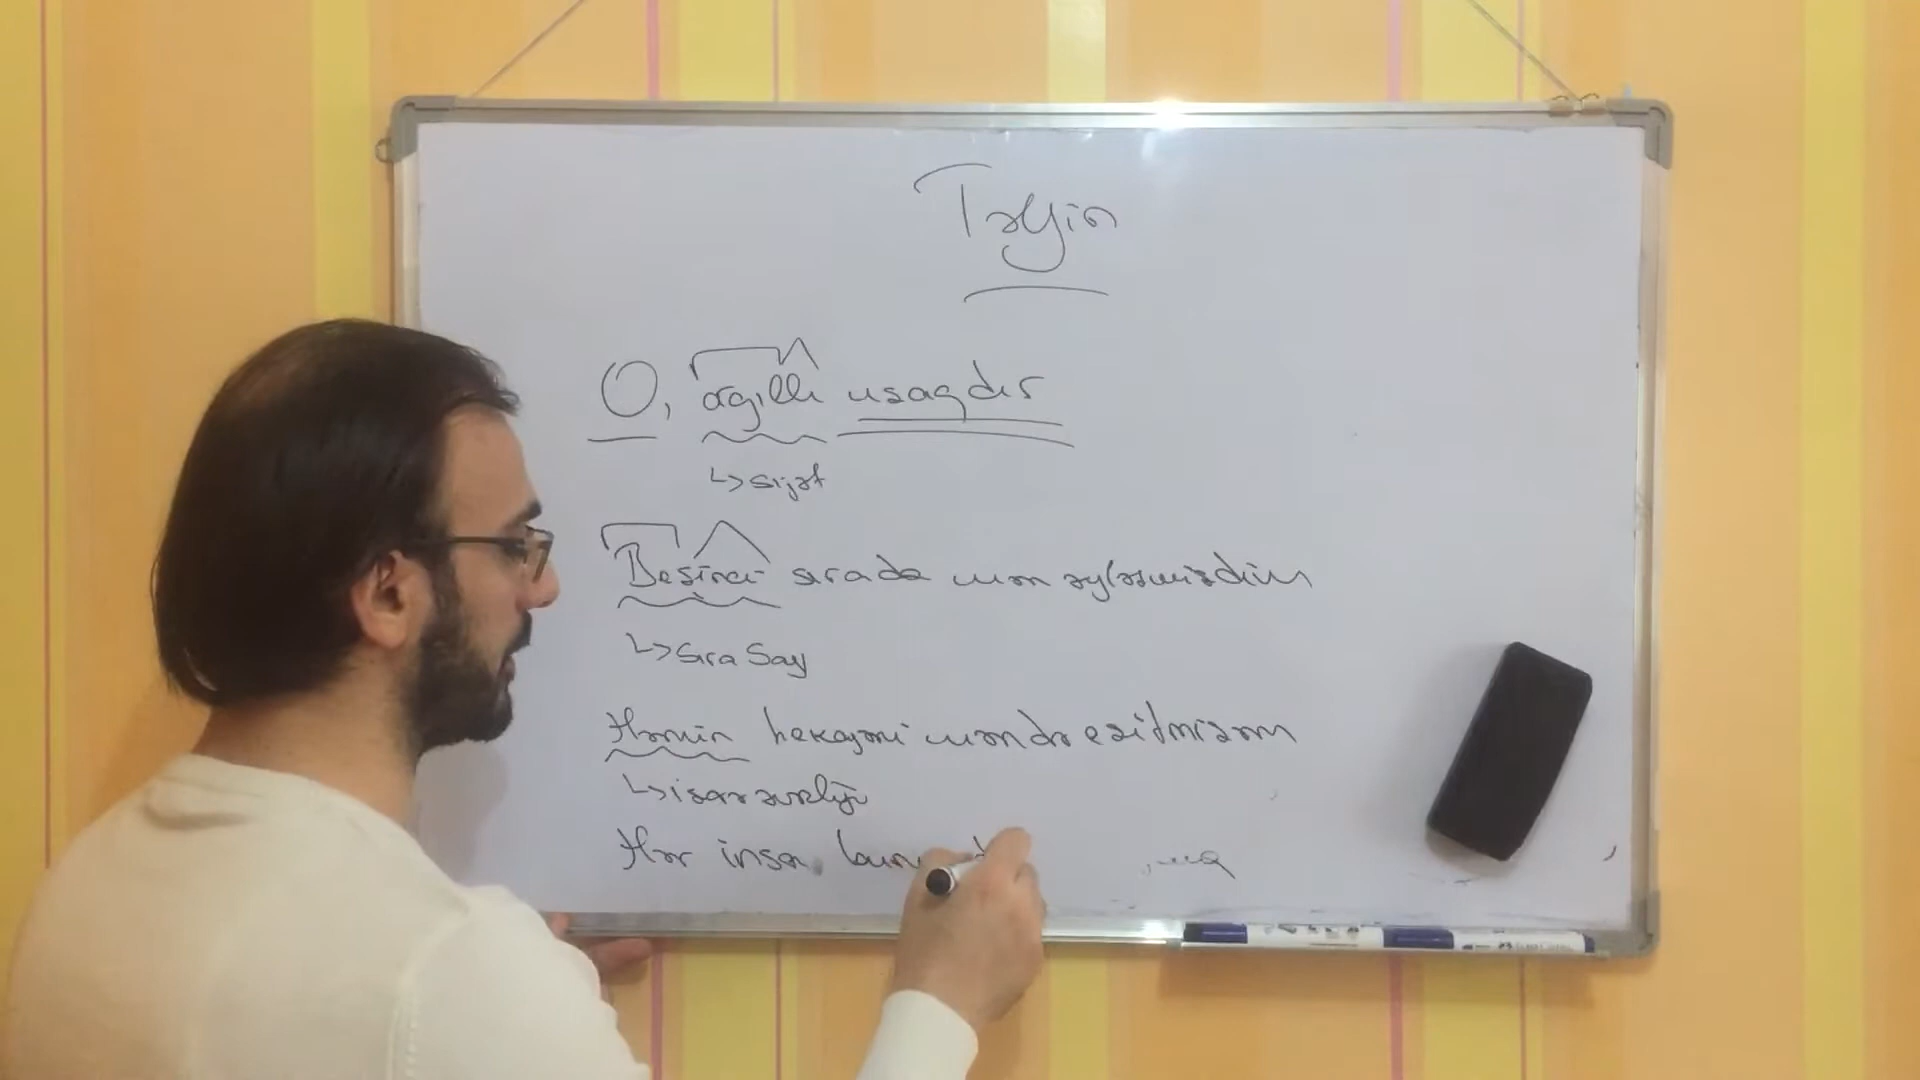 Təyin
O, ağıllı uşaqdır
↳ sifət
Beşinci sırada mən əyləşmişdim
↳ Sıra Say
Həmin hekayəni mən də eşitmişəm
↳ işarə əvəzliyi
Hər insan